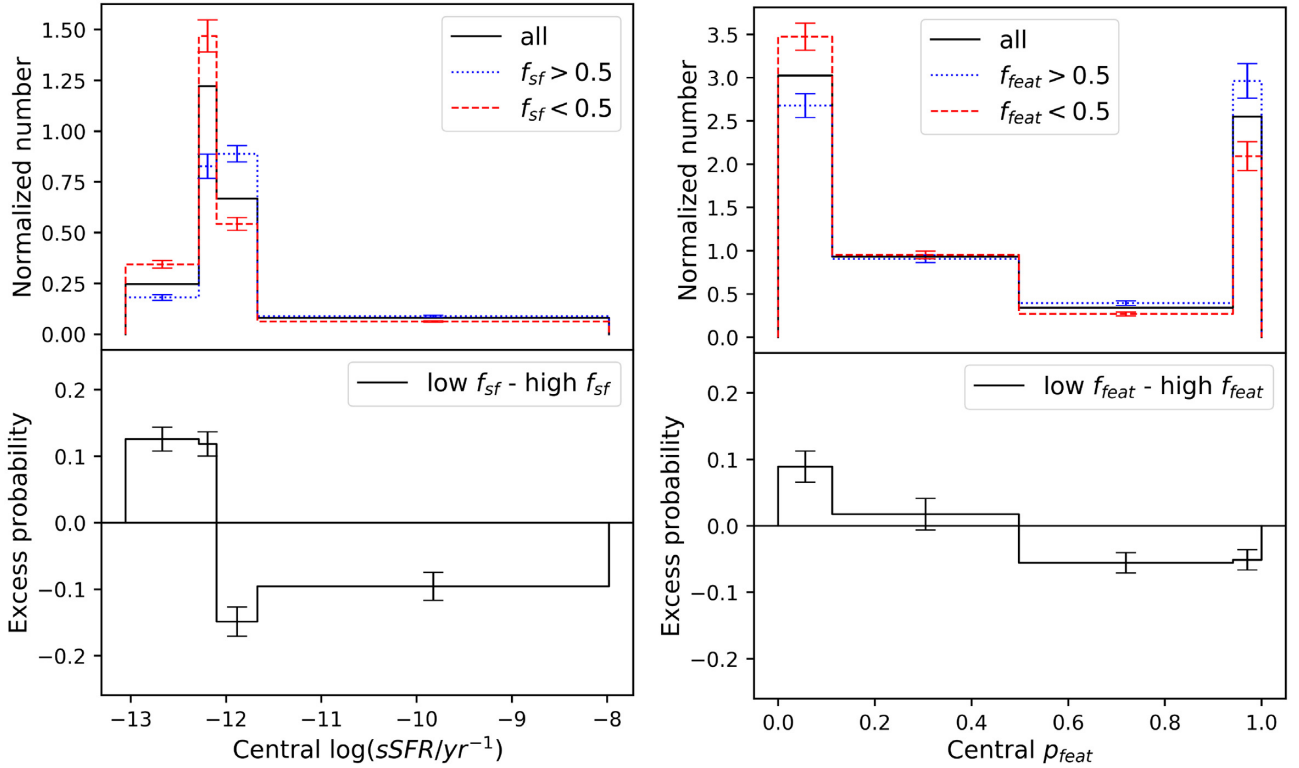 all
f_sf > 0.5
f_sf < 0.5
Normalized number
1.50
1.25
1.00
0.75
0.50
0.25
0.00
low f_sf - high f_sf
Excess probability
0.2
0.1
0.0
−0.1
−0.2
−13 −12 −11 −10 −9 −8
Central log(sSFR/yr⁻¹)
all
f_feat > 0.5
f_feat < 0.5
Normalized number
3.5
3.0
2.5
2.0
1.5
1.0
0.5
0.0
low f_feat - high f_feat
Excess probability
0.2
0.1
0.0
−0.1
−0.2
0.0 0.2 0.4 0.6 0.8 1.0
Central p_feat